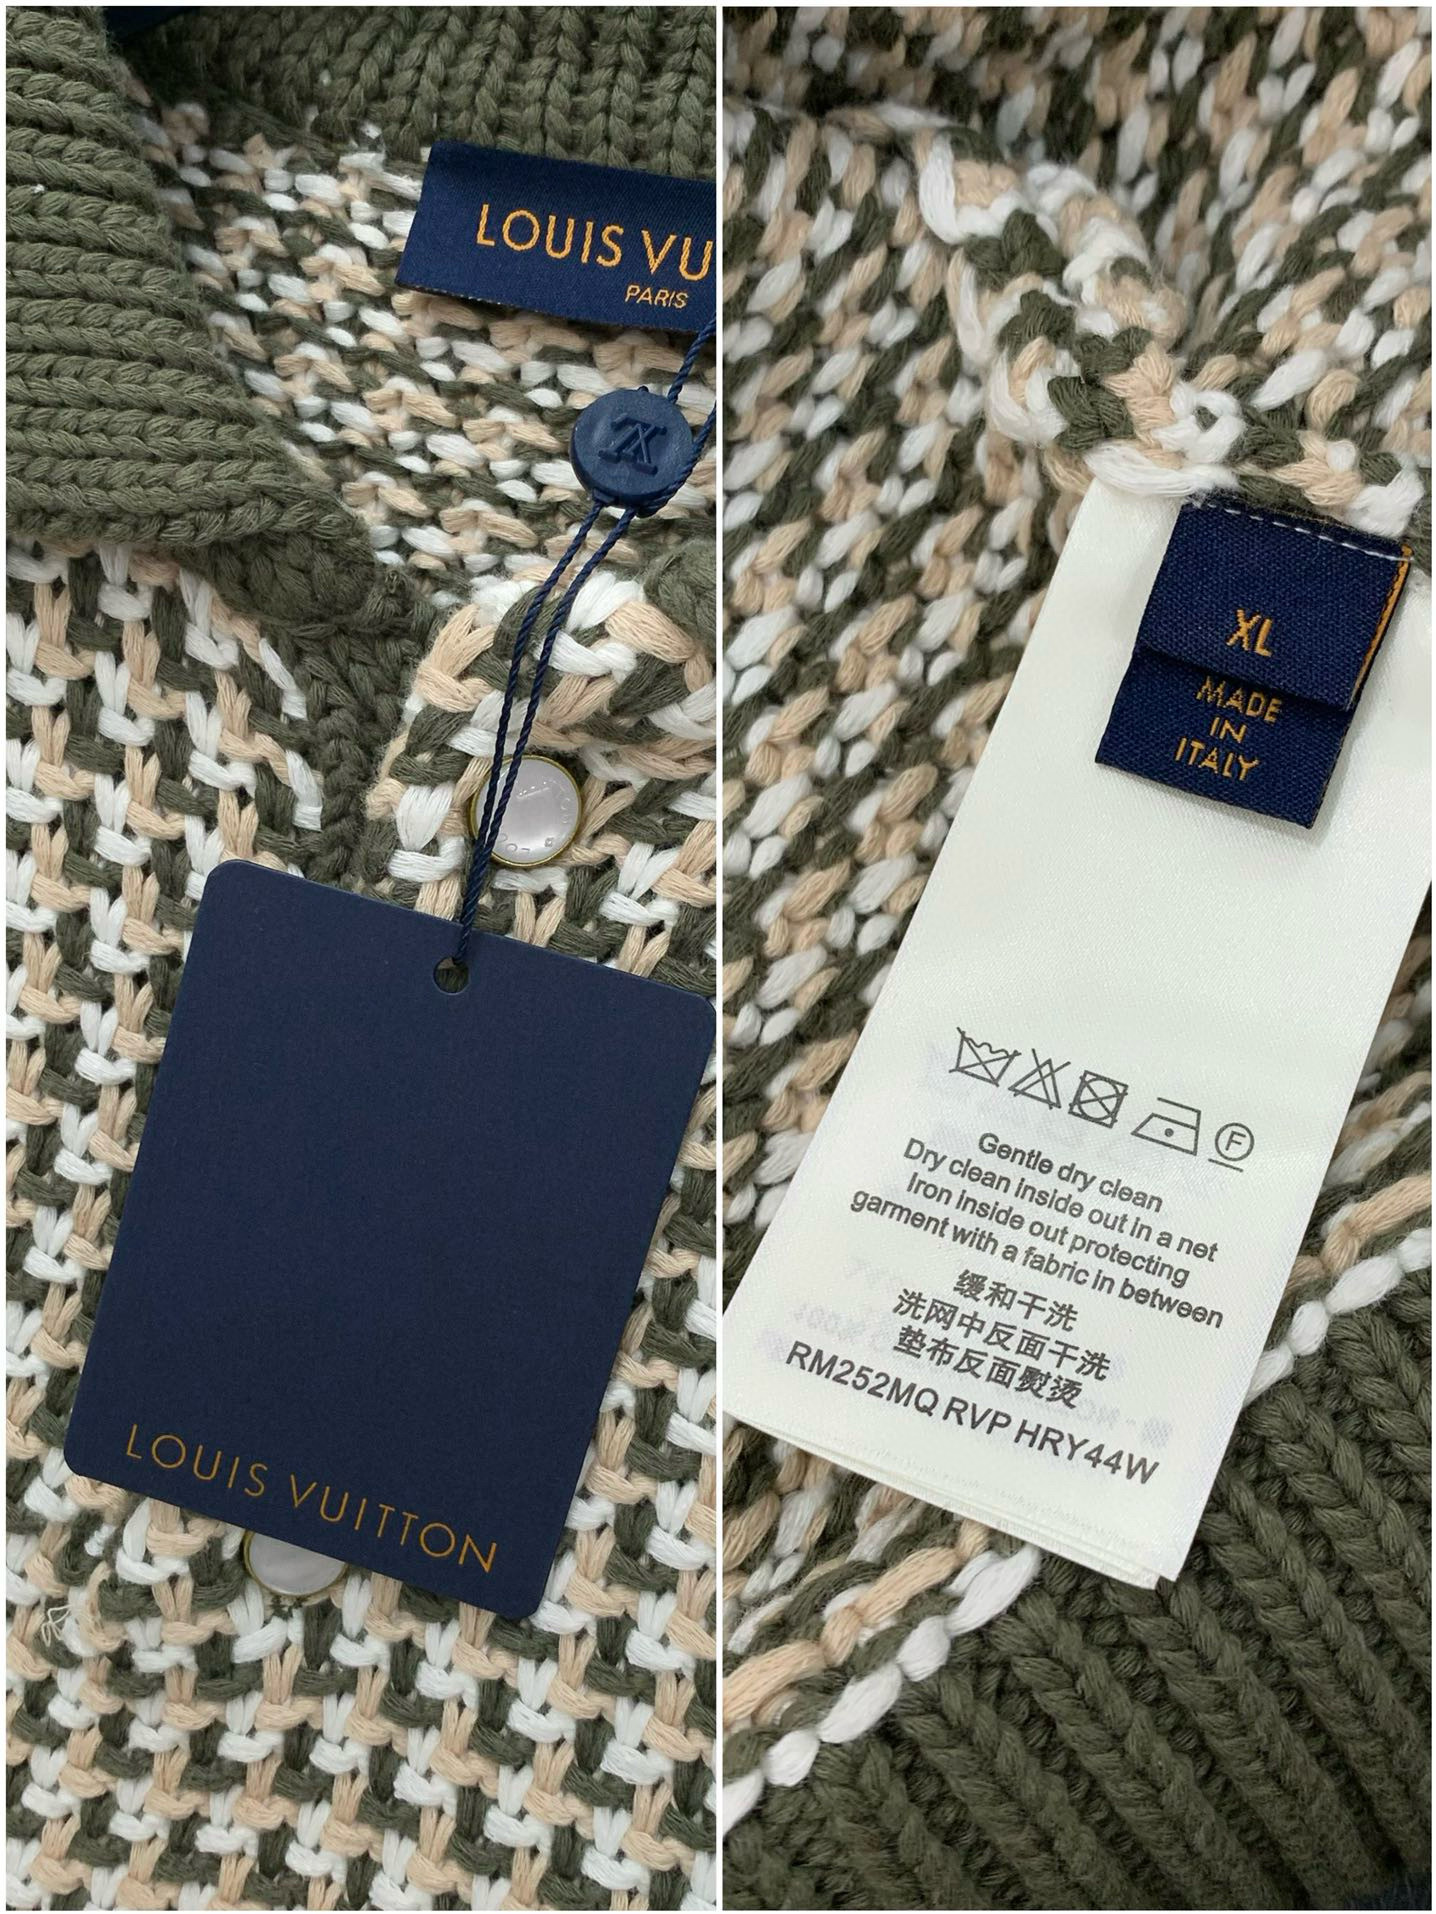 LOUIS VU
PARIS
LOUIS VUITTON
XL
MADE
IN
ITALY
F
Gentle dry clean
Dry clean inside out in a net
Iron inside out protecting
garment with a fabric in between
缓和干洗
洗网中反面干洗
垫布反面熨烫
RM252MQ RVP HRY44W